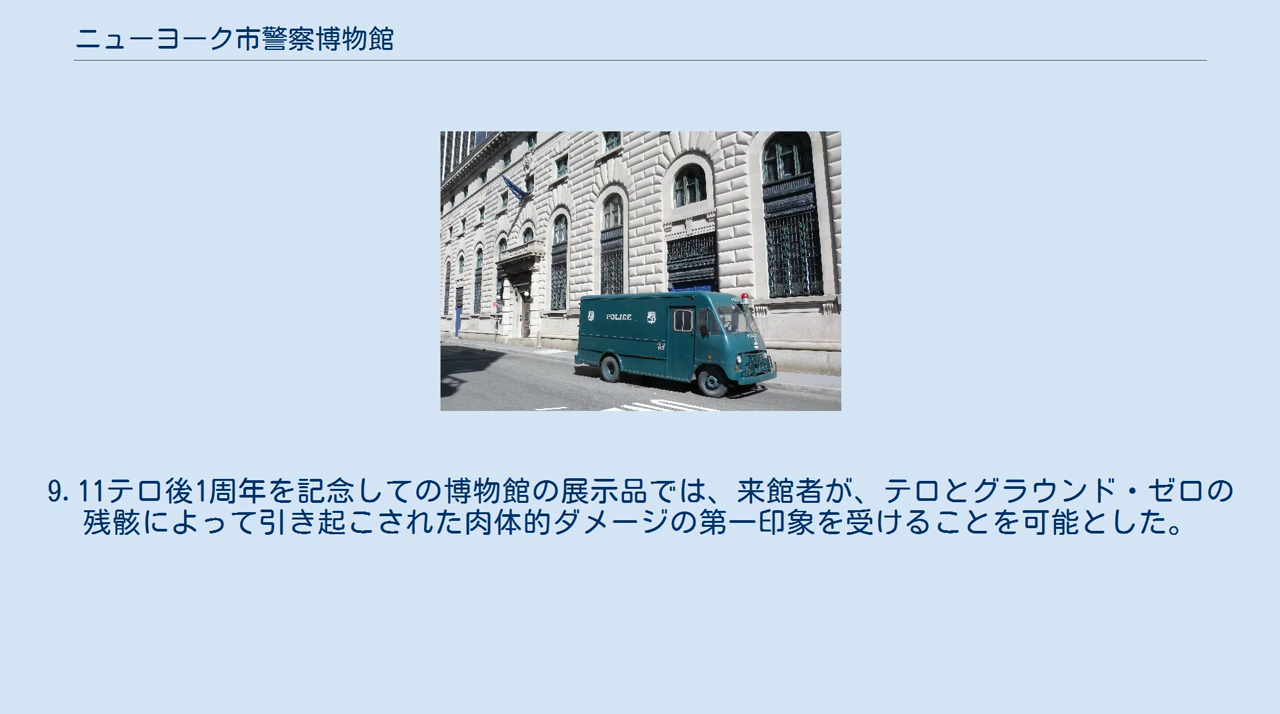 ニューヨーク市警察博物館
POLICE
9.11テロ後1周年を記念しての博物館の展示品では、来館者が、テロとグラウンド・ゼロの
残骸によって引き起こされた肉体的ダメージの第一印象を受けることを可能とした。